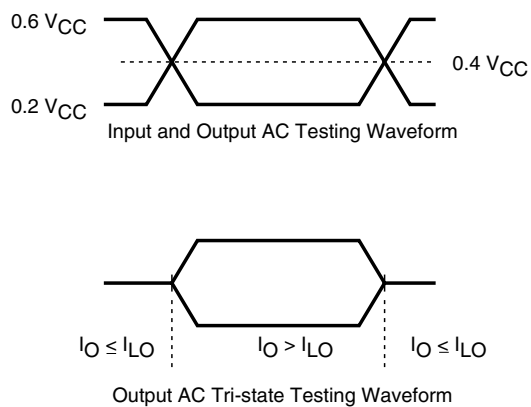 0.6 VCC
0.4 VCC
0.2 VCC
Input and Output AC Testing Waveform
IO ≤ ILO IO > ILO IO ≤ ILO
Output AC Tri-state Testing Waveform